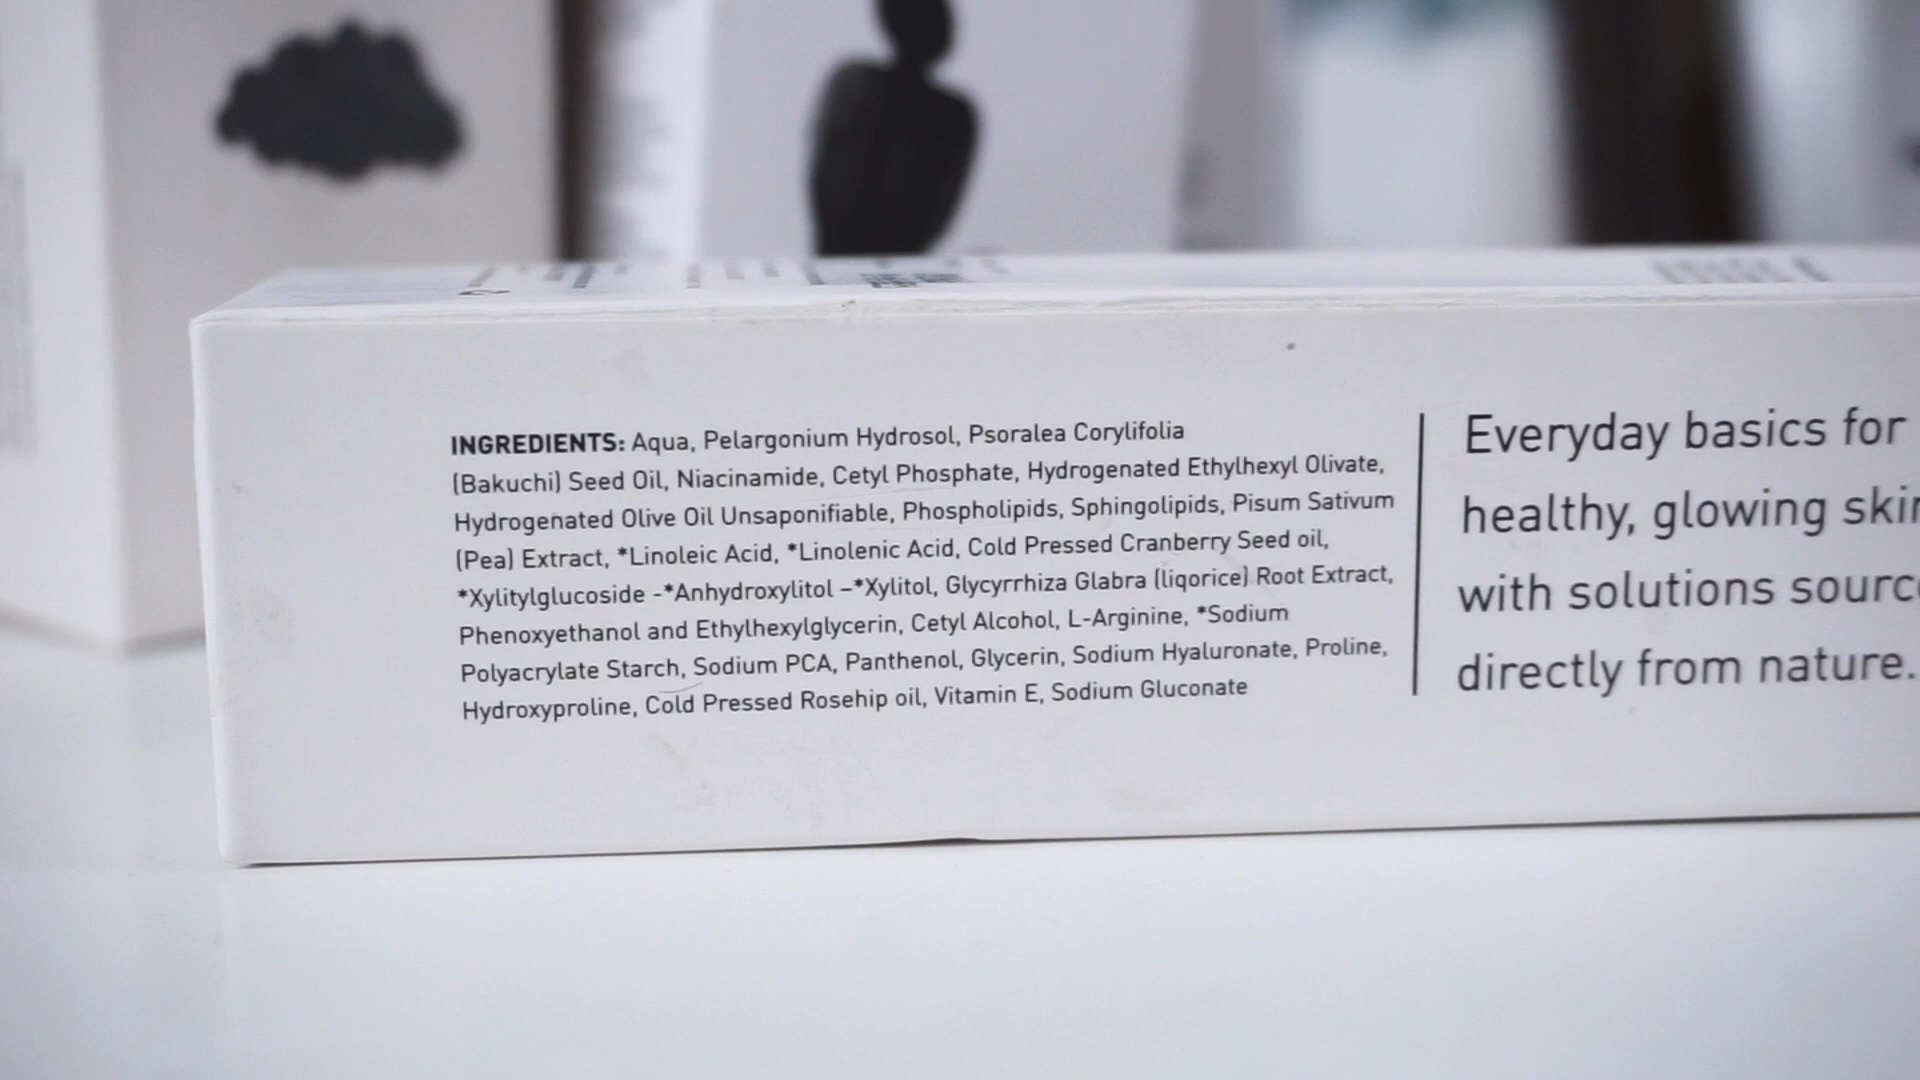 INGREDIENTS: Aqua, Pelargonium Hydrosol, Psoralea Corylifolia
(Bakuchi) Seed Oil, Niacinamide, Cetyl Phosphate, Hydrogenated Ethylhexyl Olivate,
Hydrogenated Olive Oil Unsaponifiable, Phospholipids, Sphingolipids, Pisum Sativum
(Pea) Extract, *Linoleic Acid, *Linolenic Acid, Cold Pressed Cranberry Seed oil,
*Xylitylglucoside -*Anhydroxylitol –*Xylitol, Glycyrrhiza Glabra (liqorice) Root Extract,
Phenoxyethanol and Ethylhexylglycerin, Cetyl Alcohol, L-Arginine, *Sodium
Polyacrylate Starch, Sodium PCA, Panthenol, Glycerin, Sodium Hyaluronate, Proline,
Hydroxyproline, Cold Pressed Rosehip oil, Vitamin E, Sodium Gluconate
Everyday basics for
healthy, glowing
with solutions
directly from nature.